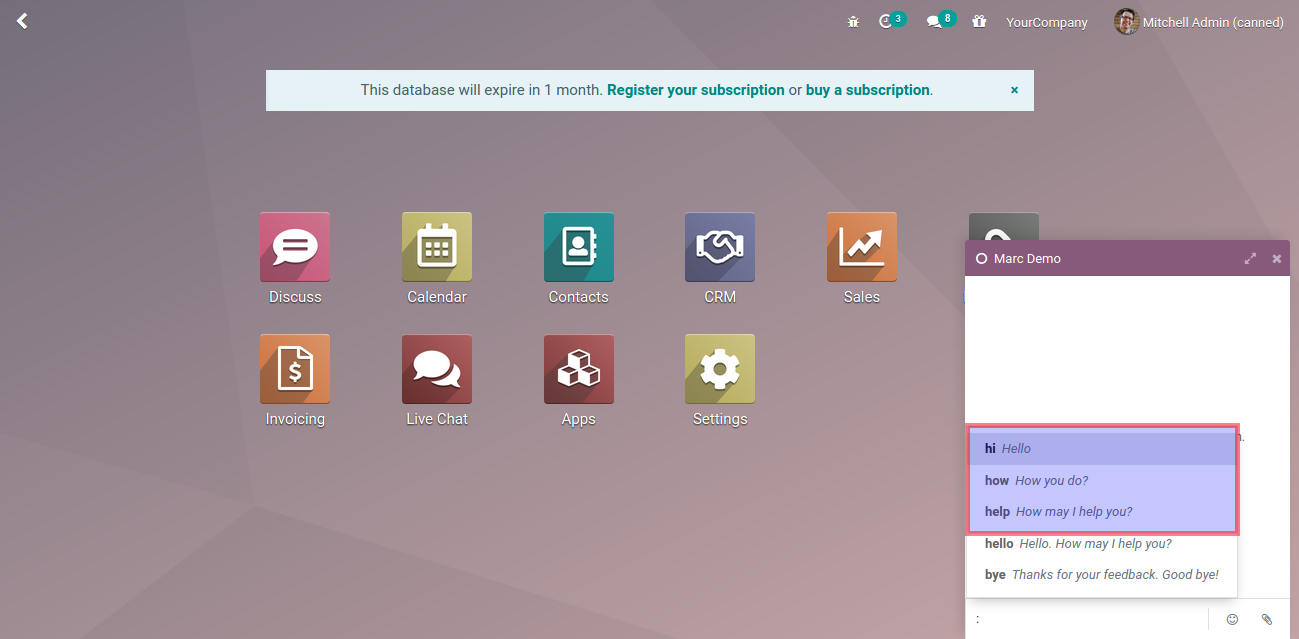 3
8
YourCompany
Mitchell Admin (canned)
This database will expire in 1 month. Register your subscription or buy a subscription.
×
Discuss
Calendar
Contacts
CRM
Sales
Marc Demo
Invoicing
Live Chat
Apps
Settings
hi Hello
how How you do?
help How may I help you?
hello Hello. How may I help you?
bye Thanks for your feedback. Good bye!
: